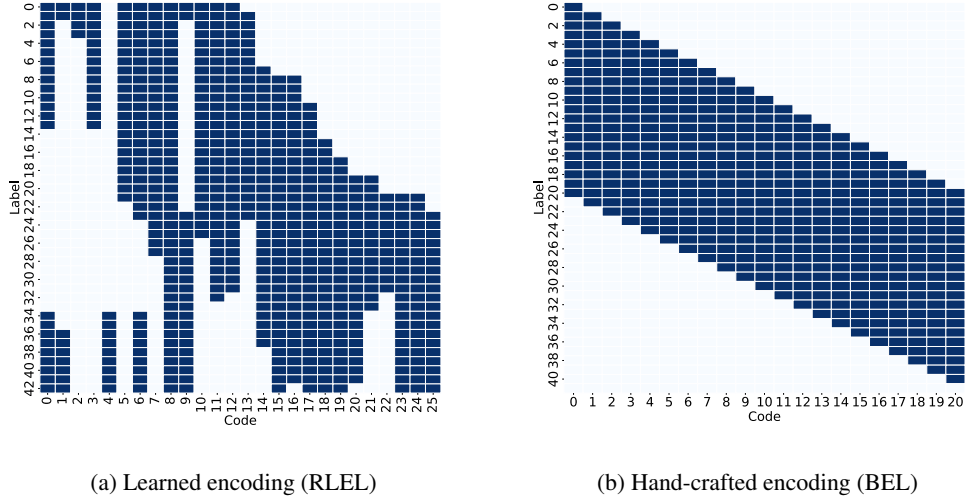 0 2 4 6 8 10 12 14 16 18 20 22 24 26 28 30 32 34 36 38 40 42
Label
0 1 2 3 4 5 6 7 8 9 10 11 12 13 14 15 16 17 18 19 20 21 22 23 25
Code
0 2 4 6 8 10 12 14 16 18 20 22 24 26 28 30 32 34 36 38 40
Label
0 1 2 3 4 5 6 7 8 9 10 11 12 13 14 15 16 17 18 19 20
Code
(a) Learned encoding (RLEL)
(b) Hand-crafted encoding (BEL)